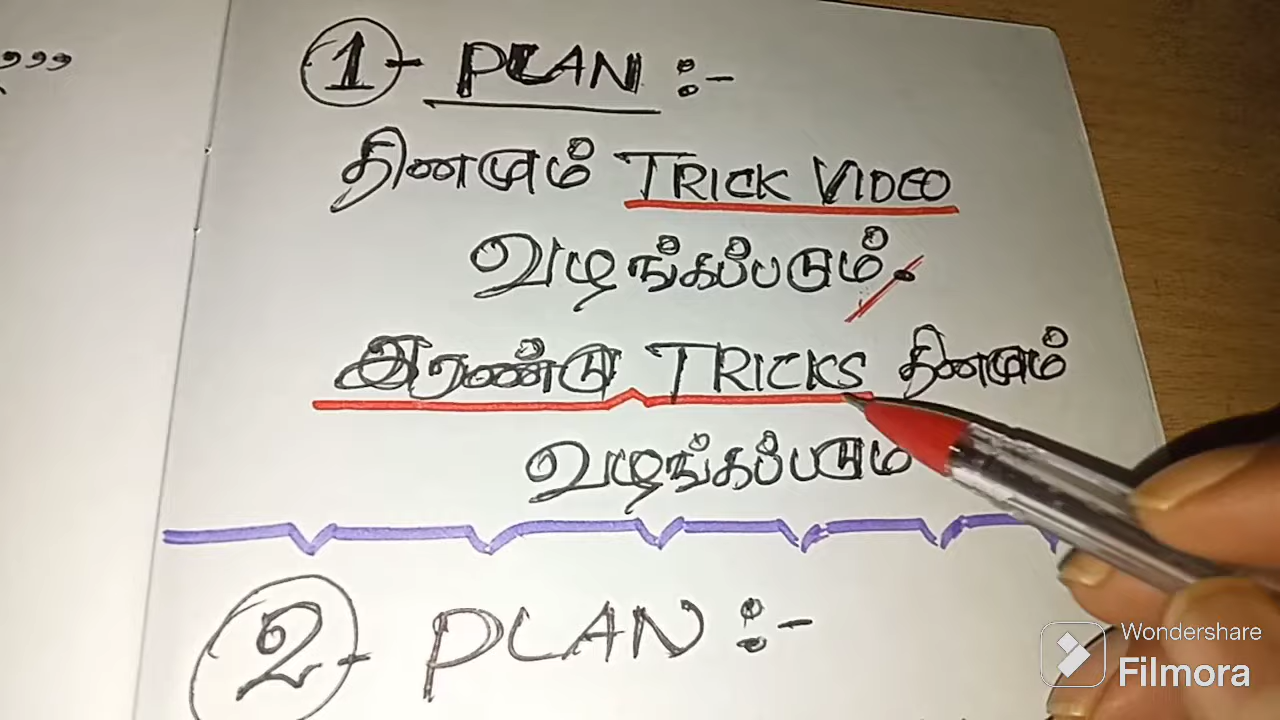 ,,,
① - PLAN :-
தினமும் TRICK VIDEO
வழங்கப்படும்.
இரண்டு TRICKS தினமும்
வழங்கப்படும்
② - PLAN :-
Wondershare
Filmora